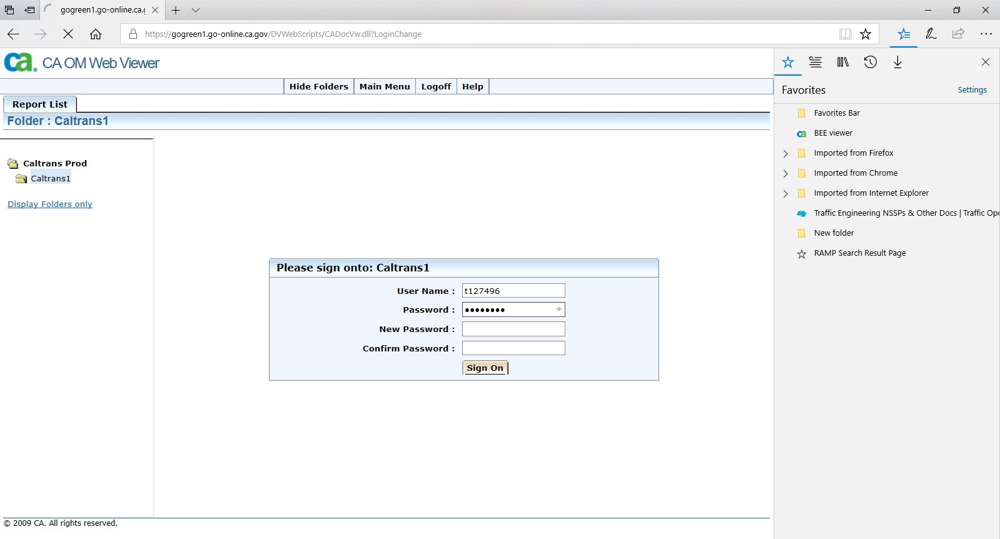 gogreen1.go-online.ca.g
https://gogreen1.go-online.ca.gov/DVWebScripts/CADocVw.dll?LoginChange
ca. CA OM Web Viewer
Hide Folders Main Menu Logoff Help
Report List
Folder : Caltrans1
Caltrans Prod
Caltrans1
Display Folders only
Please sign onto: Caltrans1
User Name : t127496
Password : ••••••••
New Password :
Confirm Password :
Sign On
© 2009 CA. All rights reserved.
Favorites Settings
Favorites Bar
ca BEE viewer
Imported from Firefox
Imported from Chrome
Imported from Internet Explorer
Traffic Engineering NSSPs & Other Docs | Traffic Ope
New folder
RAMP Search Result Page